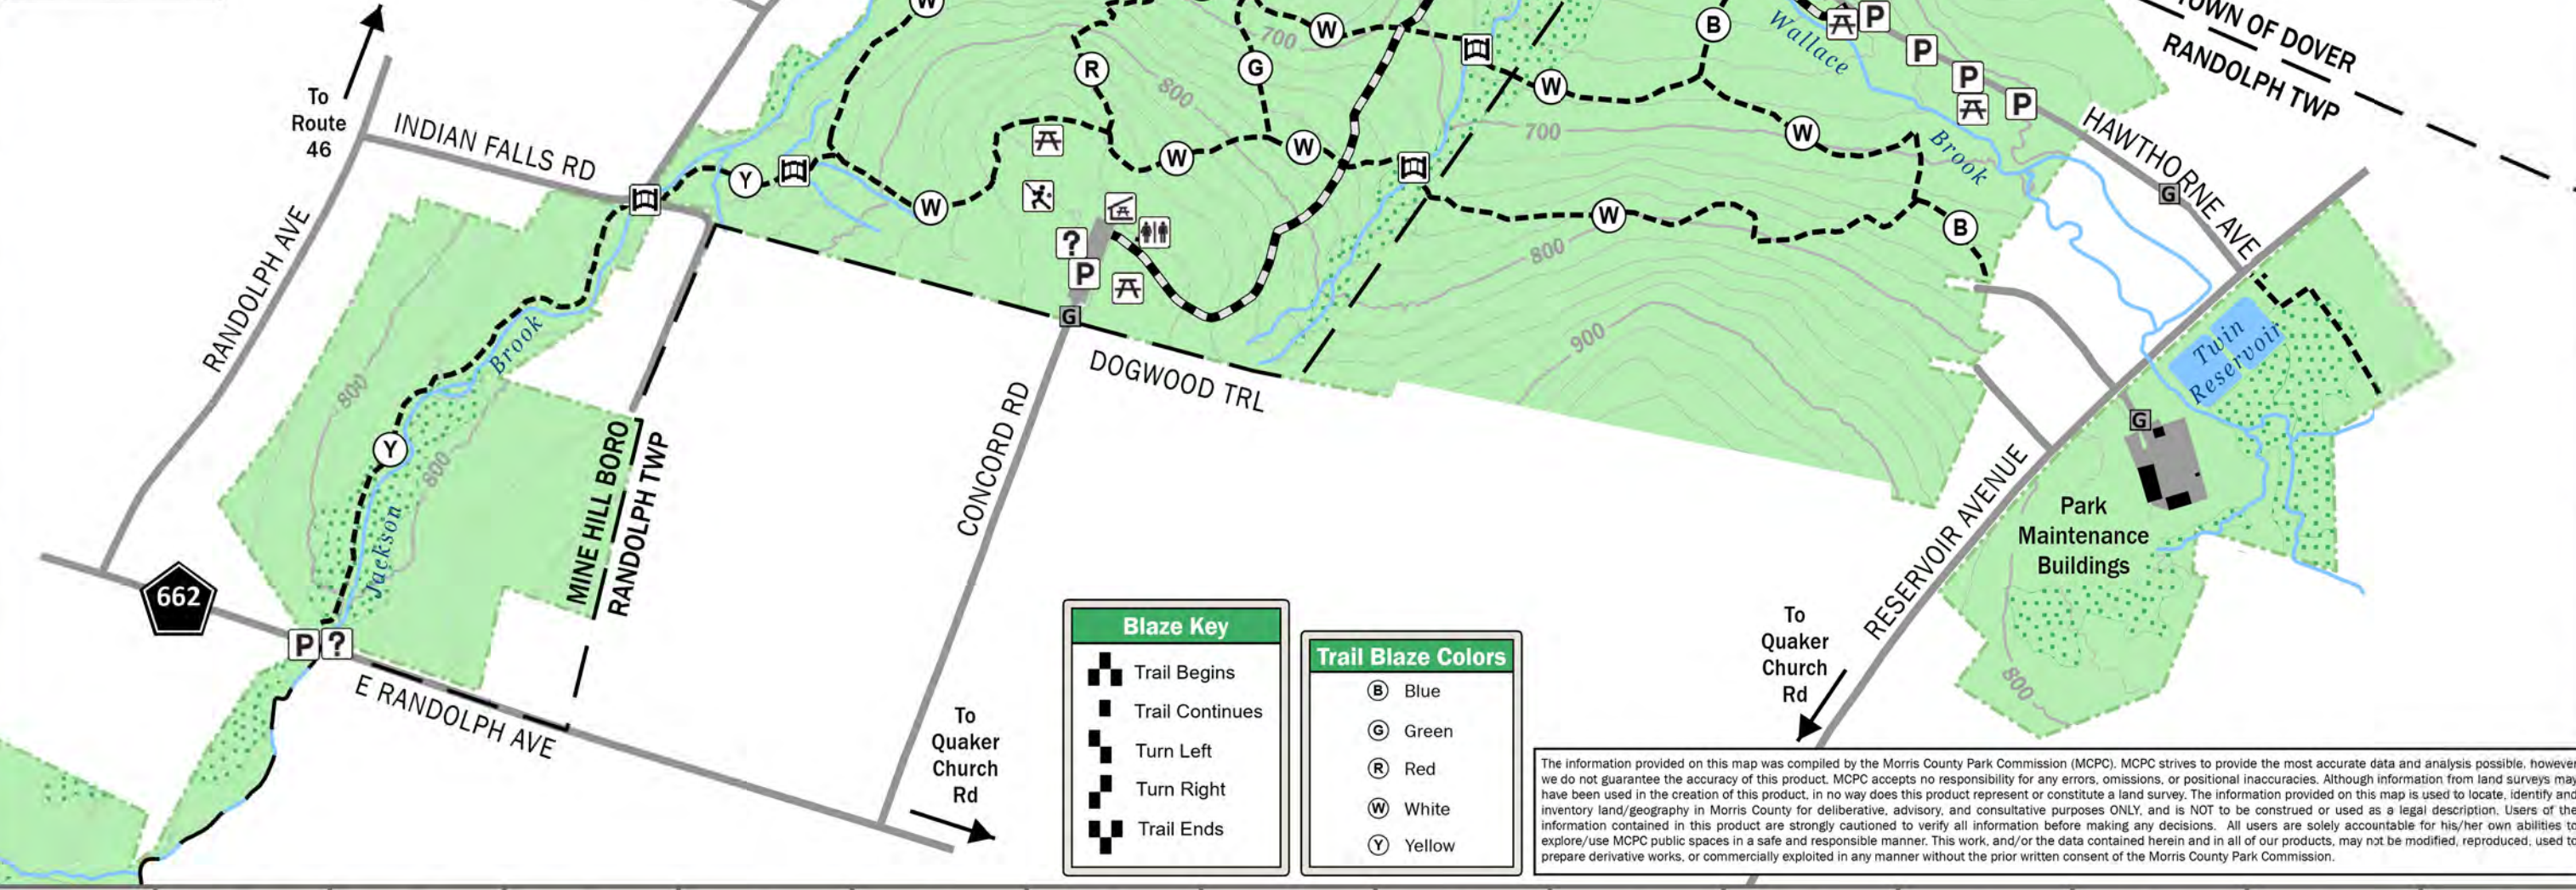 W
TOWN OF DOVER
RANDOLPH TWP
To
Route
46
INDIAN FALLS RD
RANDOLPH AVE
R
700
W
G
800
B
W
Wallace
Brook
P
P
P
P
HAWTHORNE AVE
G
700
W
Y
W
W
W
W
B
?
P
G
800
900
DOGWOOD TRL
CONCORD RD
Brook
800
Y
800
Jackson
MINE HILL BORO
RANDOLPH TWP
662
P
?
E RANDOLPH AVE
To
Quaker
Church
Rd
Twin
Reservoir
G
RESERVOIR AVENUE
Park
Maintenance
Buildings
800
To
Quaker
Church
Rd
Blaze Key
Trail Begins
Trail Continues
Turn Left
Turn Right
Trail Ends
Trail Blaze Colors
B Blue
G Green
R Red
W White
Y Yellow
The information provided on this map was compiled by the Morris County Park Commission (MCPC). MCPC strives to provide the most accurate data and analysis possible, however
we do not guarantee the accuracy of this product. MCPC accepts no responsibility for any errors, omissions, or positional inaccuracies. Although information from land surveys may
have been used in the creation of this product, in no way does this product represent or constitute a land survey. The information provided on this map is used to locate, identify and
inventory land/geography in Morris County for deliberative, advisory, and consultative purposes ONLY, and is NOT to be construed or used as a legal description. Users of the
information contained in this product are strongly cautioned to verify all information before making any decisions. All users are solely accountable for his/her own abilities to
explore/use MCPC public spaces in a safe and responsible manner. This work, and/or the data contained herein and in all of our products, may not be modified, reproduced, used to
prepare derivative works, or commercially exploited in any manner without the prior written consent of the Morris County Park Commission.